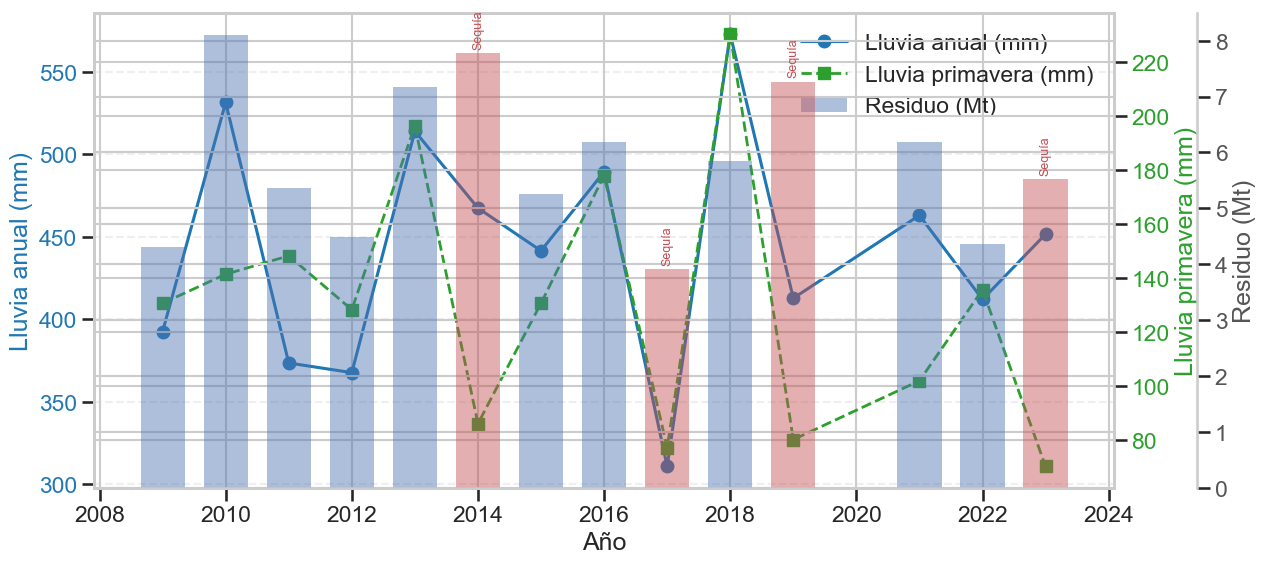 Sequía
Sequía
Sequía
Sequía
Lluvia anual (mm)
Lluvia primavera (mm)
Residuo (Mt)
550
500
450
400
350
300
Lluvia anual (mm)
220
200
180
160
140
120
100
80
Lluvia primavera (mm)
8
7
6
5
4
3
2
1
0
Residuo (Mt)
2008 2010 2012 2014 2016 2018 2020 2022 2024
Año